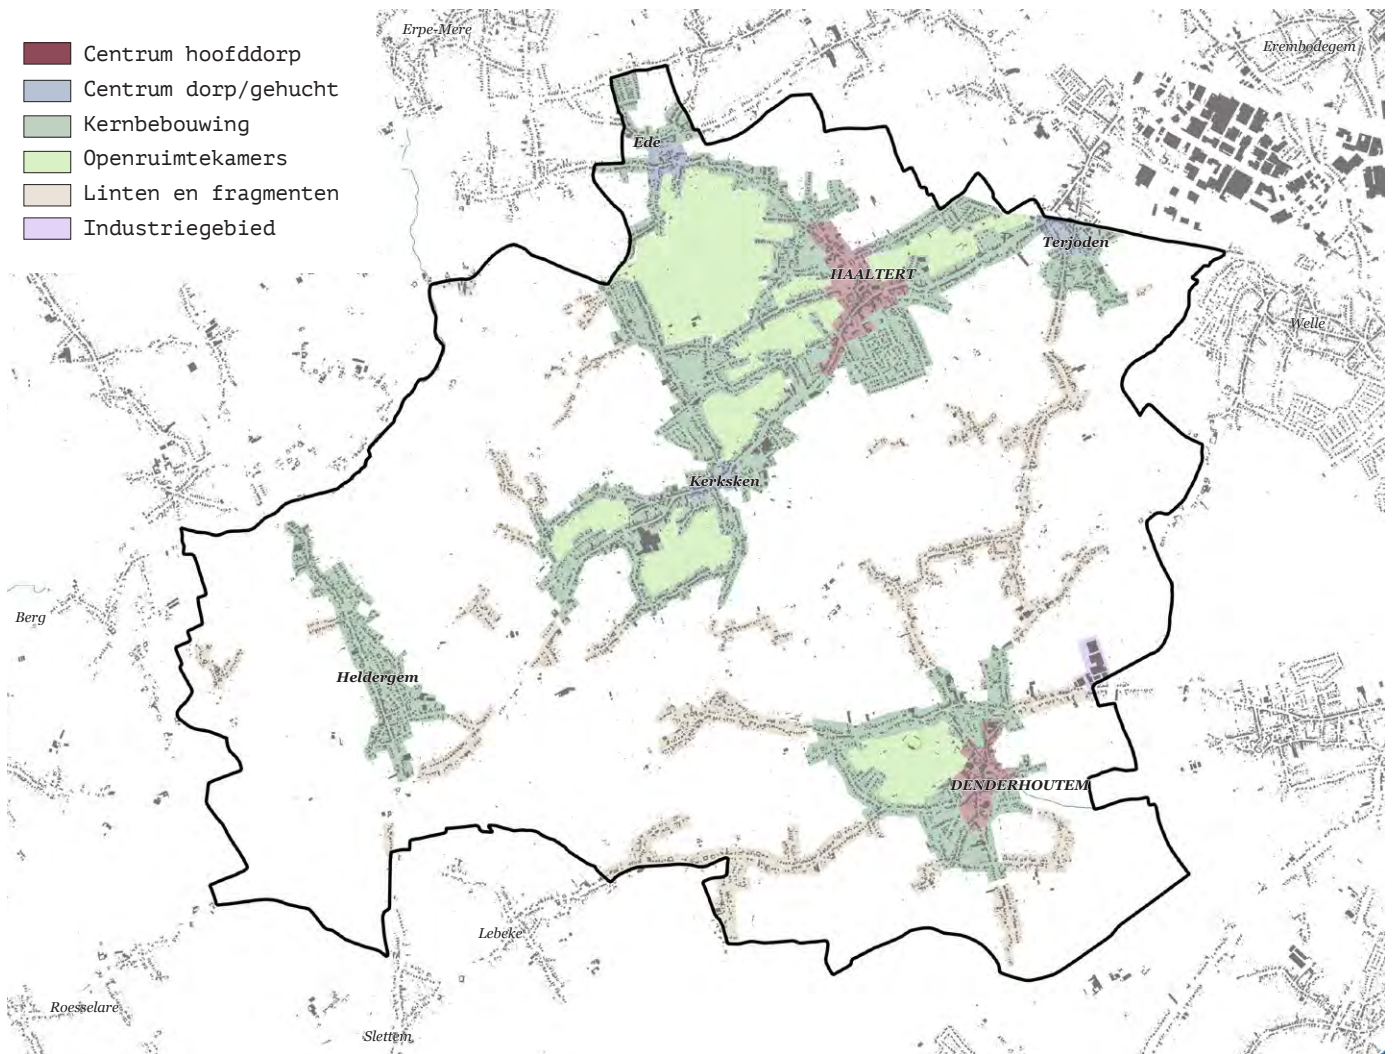 Centrum hoofddorp
Centrum dorp/gehucht
Kernbebouwing
Openruimtekamers
Linten en fragmenten
Industriegebied
Erpe-Mere
Erembodegem
Ede
Terjoden
HAALTERT
Welle
Kerksken
Berg
Heldergem
DENDERHOUTEM
Lebeke
Roesselare
Slettem